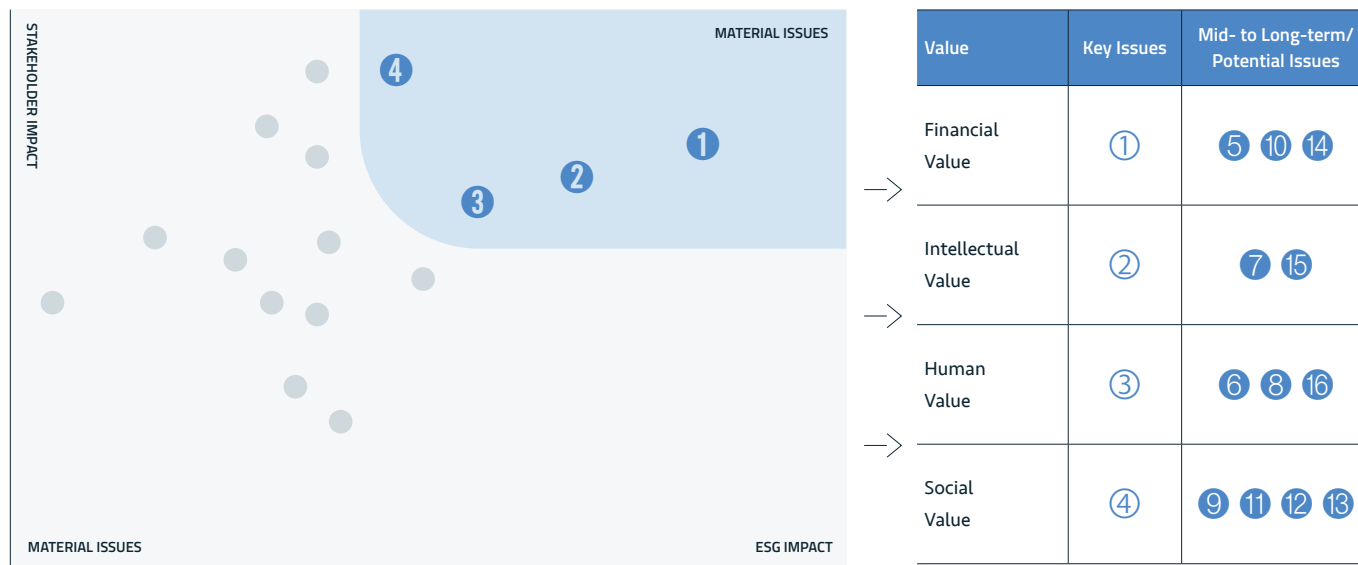 STAKEHOLDER IMPACT
MATERIAL ISSUES
4
1
2
3
MATERIAL ISSUES
ESG IMPACT
Value
Key Issues
Mid- to Long-term/
Potential Issues
Financial
Value
①
5 10 14
Intellectual
Value
②
7 15
Human
Value
③
6 8 16
Social
Value
④
9 11 12 13